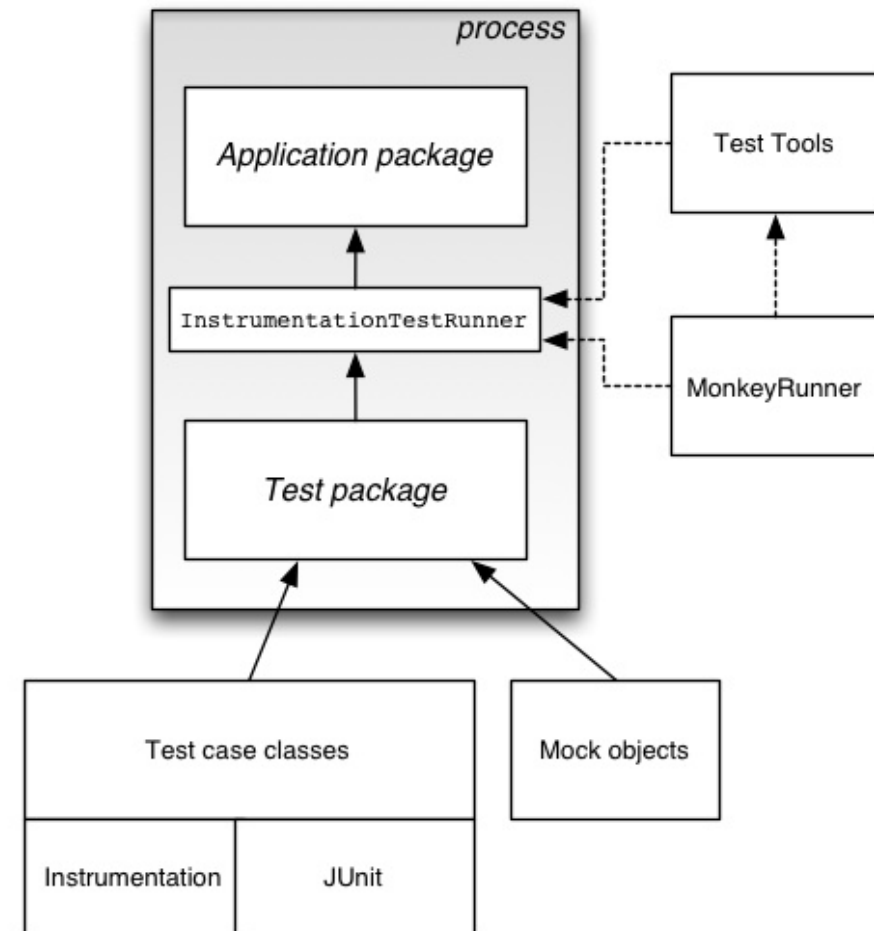 process
Application package
Test Tools
InstrumentationTestRunner
MonkeyRunner
Test package
Test case classes
Mock objects
Instrumentation
JUnit